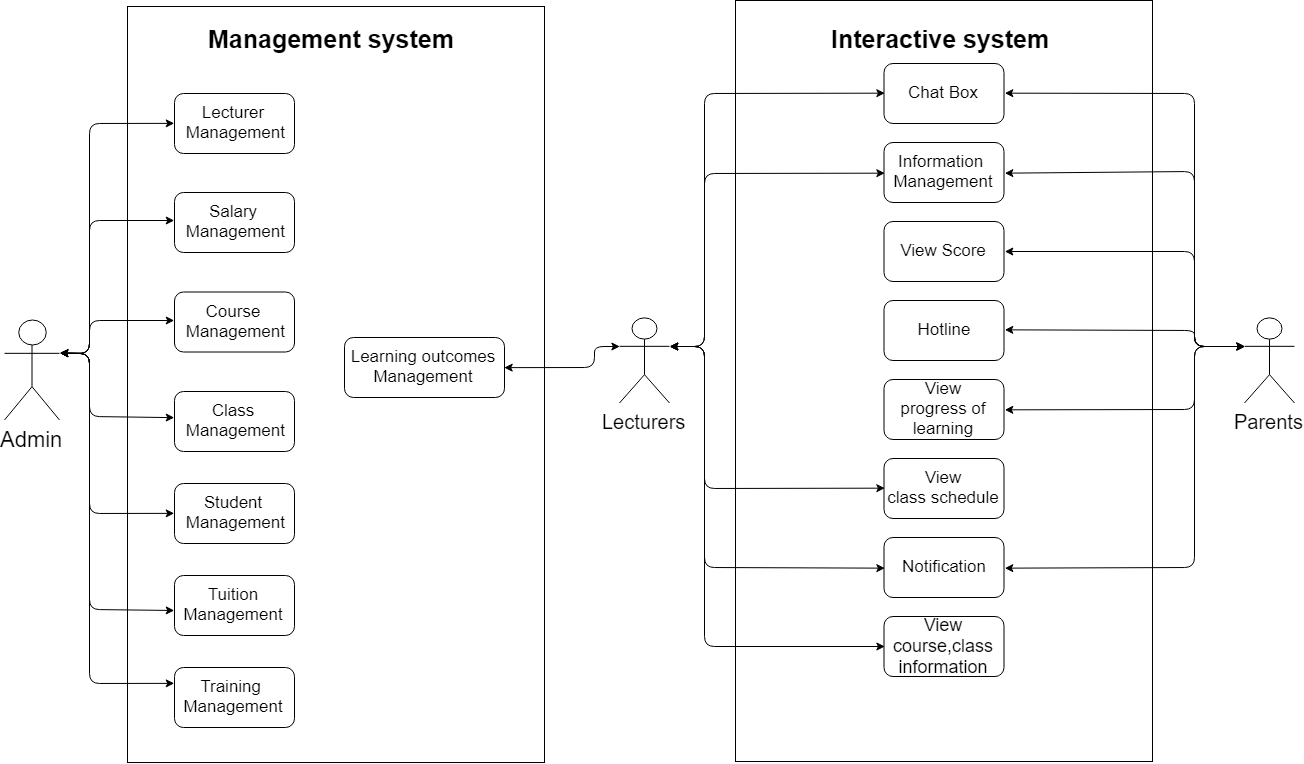 Management system
Lecturer
Management
Salary
Management
Course
Management
Class
Management
Student
Management
Tuition
Management
Training
Management
Learning outcomes
Management
Admin
Lecturers
Interactive system
Chat Box
Information
Management
View Score
Hotline
View
progress of
learning
View
class schedule
Notification
View
course,class
information
Parents